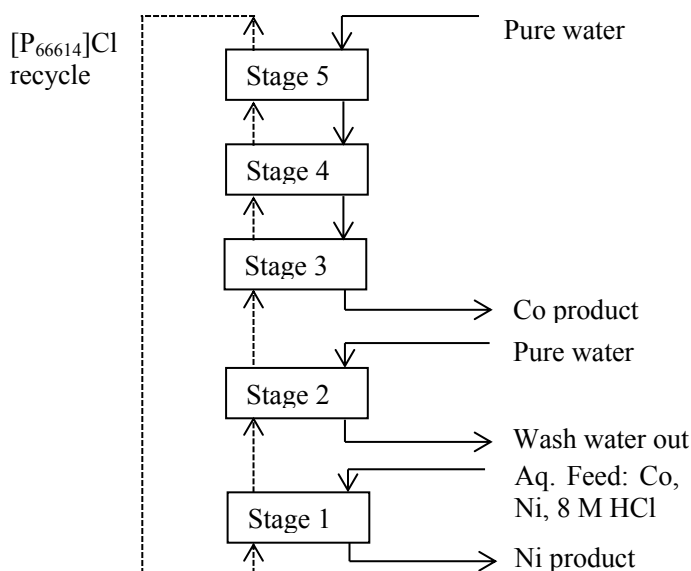 [P₆₆₆₁₄]Cl
recycle
Pure water
Stage 5
Stage 4
Stage 3
Co product
Pure water
Stage 2
Wash water out
Aq. Feed: Co,
Ni, 8 M HCl
Stage 1
Ni product